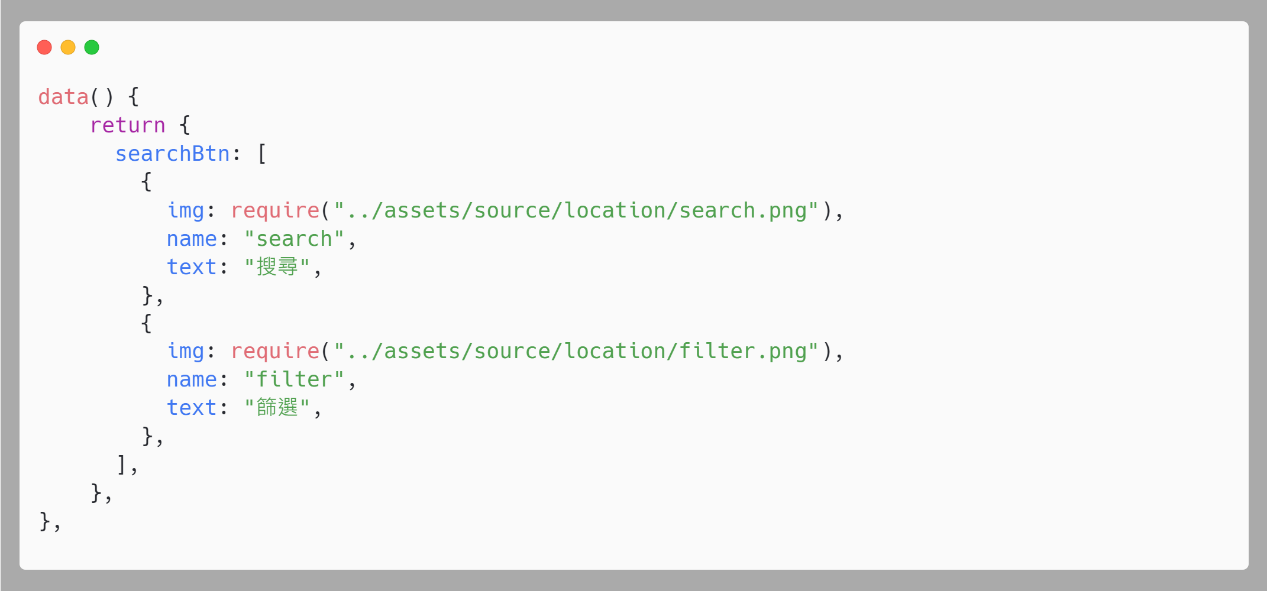 data() {
    return {
      searchBtn: [
        {
          img: require("../assets/source/location/search.png"),
          name: "search",
          text: "搜尋",
        },
        {
          img: require("../assets/source/location/filter.png"),
          name: "filter",
          text: "篩選",
        },
      ],
    },
},